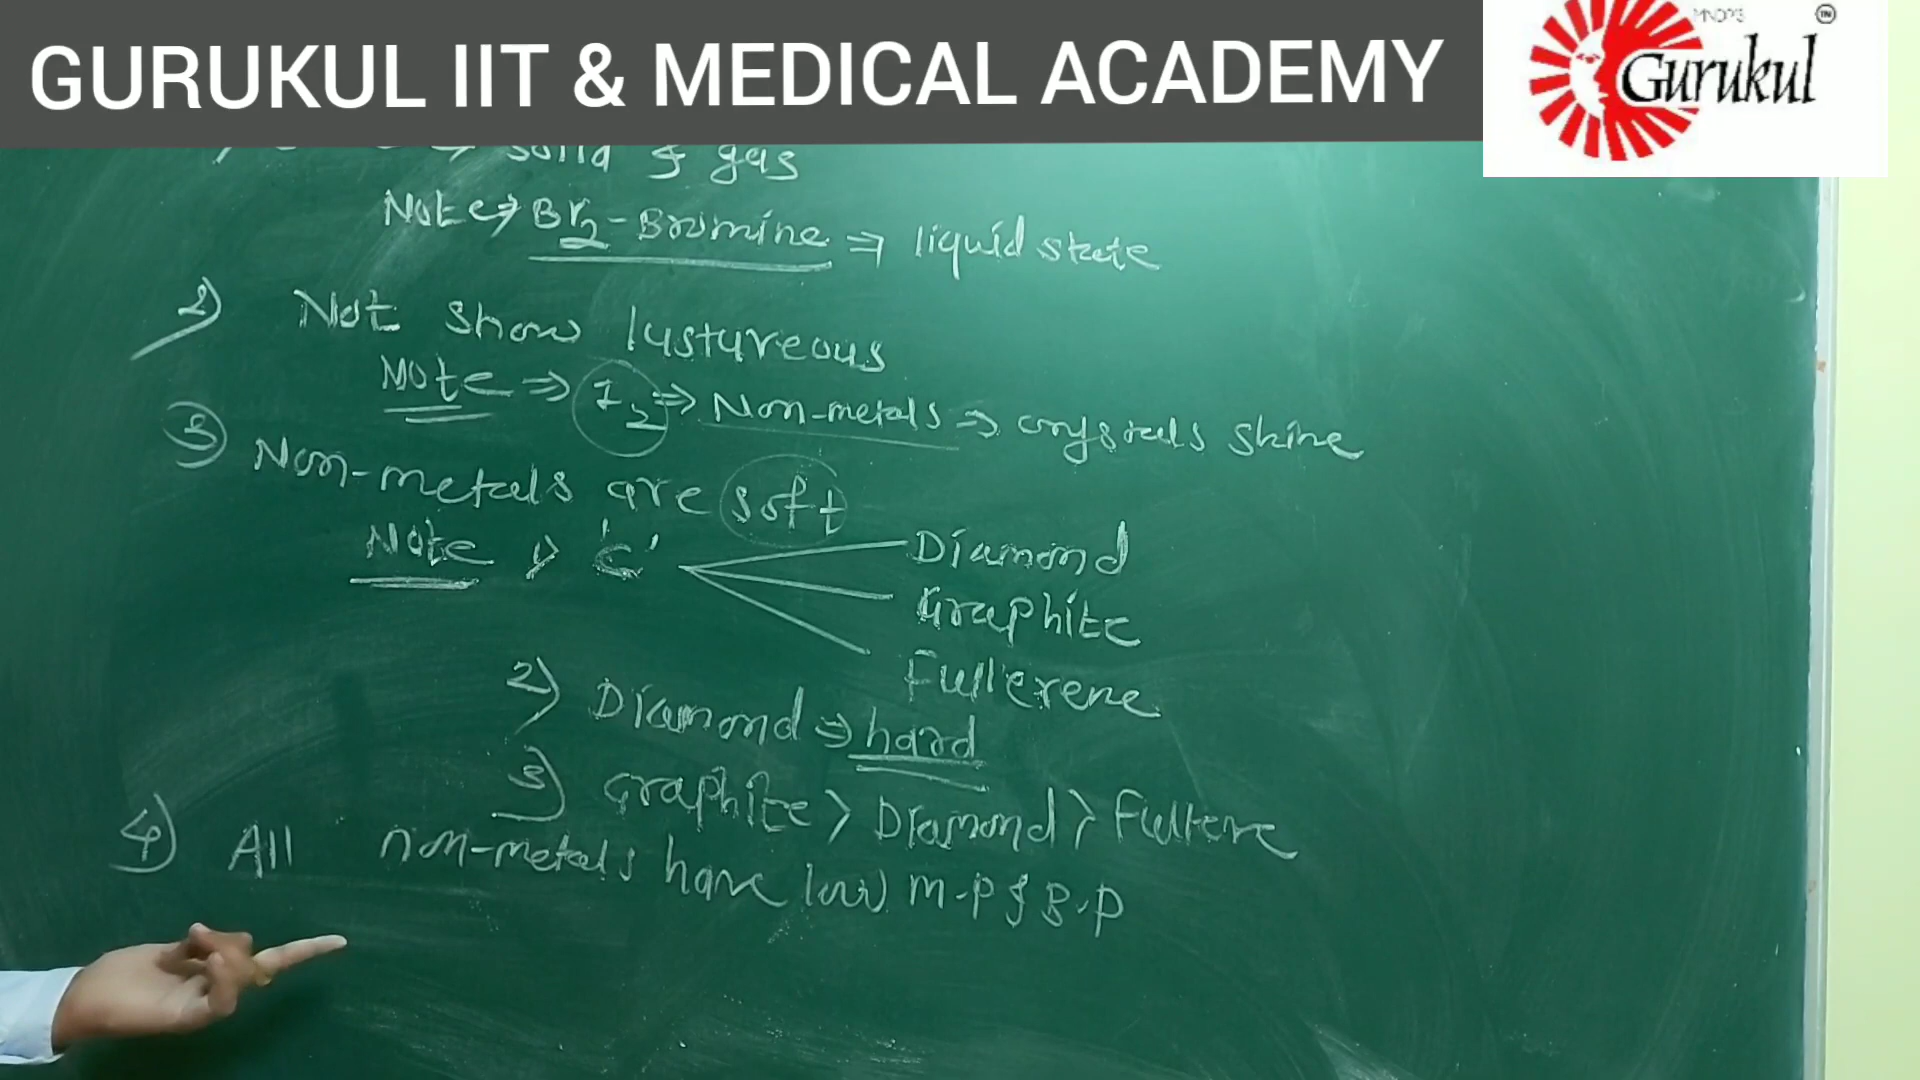 GURUKUL IIT & MEDICAL ACADEMY
Gurukul
solid & gas
Note → Br2 - Bromine ⇒ liquid state
2) Not show lustureous
Note ⇒ I2 ⇒ Non-metals ⇒ crystals shine
3) Non-metals are soft
Note → 'C' Diamond
Graphite
Fullerene
2) Diamond ⇒ hard
3) Graphite > Diamond > Fullerene
4) All non-metals have low M.P & B.P